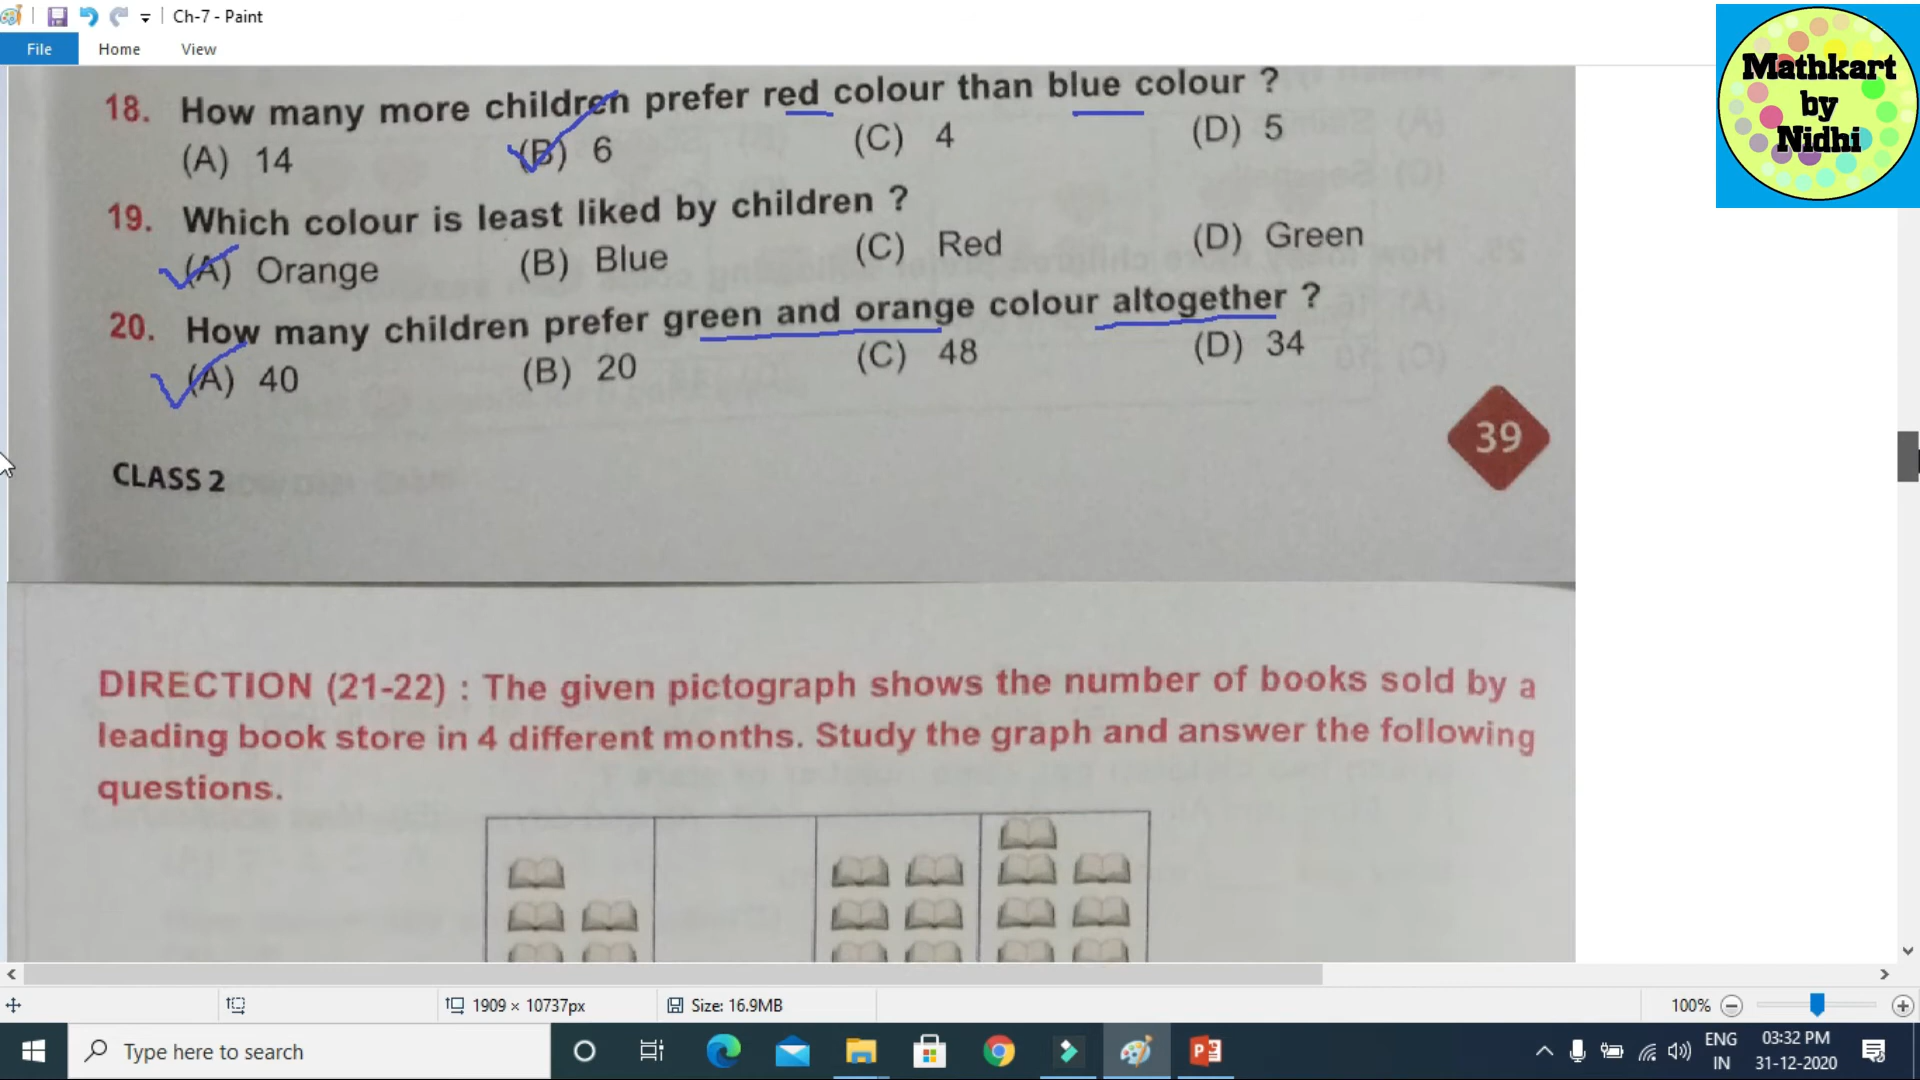 Ch-7 - Paint
File Home View
Mathkart
by
Nidhi
18. How many more children prefer red colour than blue colour ?
(A) 14 (B) 6 (C) 4 (D) 5
19. Which colour is least liked by children ?
(A) Orange (B) Blue (C) Red (D) Green
20. How many children prefer green and orange colour altogether ?
(A) 40 (B) 20 (C) 48 (D) 34
39
CLASS 2
DIRECTION (21-22) : The given pictograph shows the number of books sold by a
leading book store in 4 different months. Study the graph and answer the following
questions.
1909 × 10737px Size: 16.9MB 100%
Type here to search
ENG 03:32 PM
IN 31-12-2020